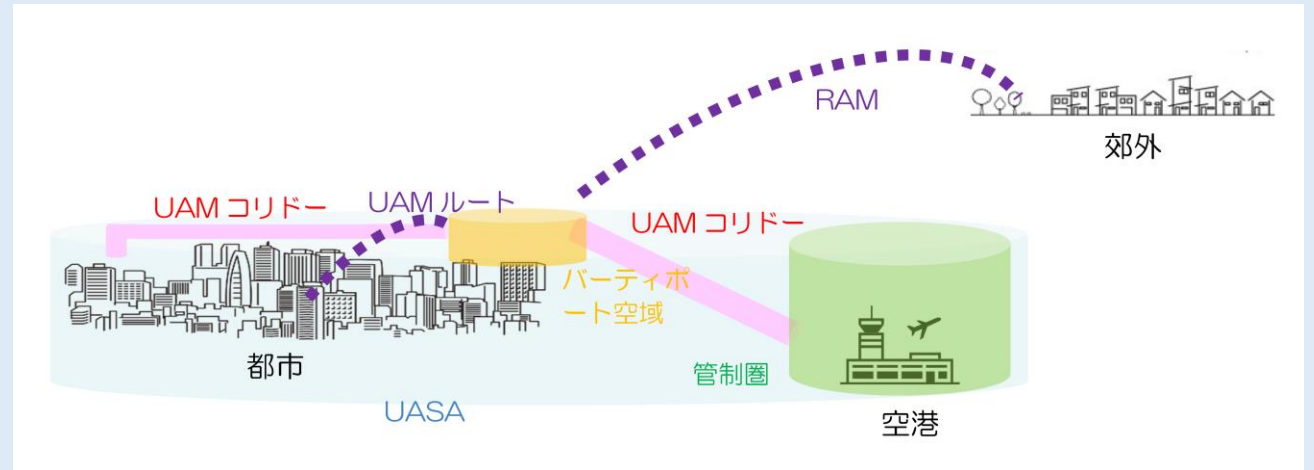 RAM
郊外
UAM コリドー
UAM ルート
UAM コリドー
バーティポ
ート空域
都市
管制圏
UASA
空港